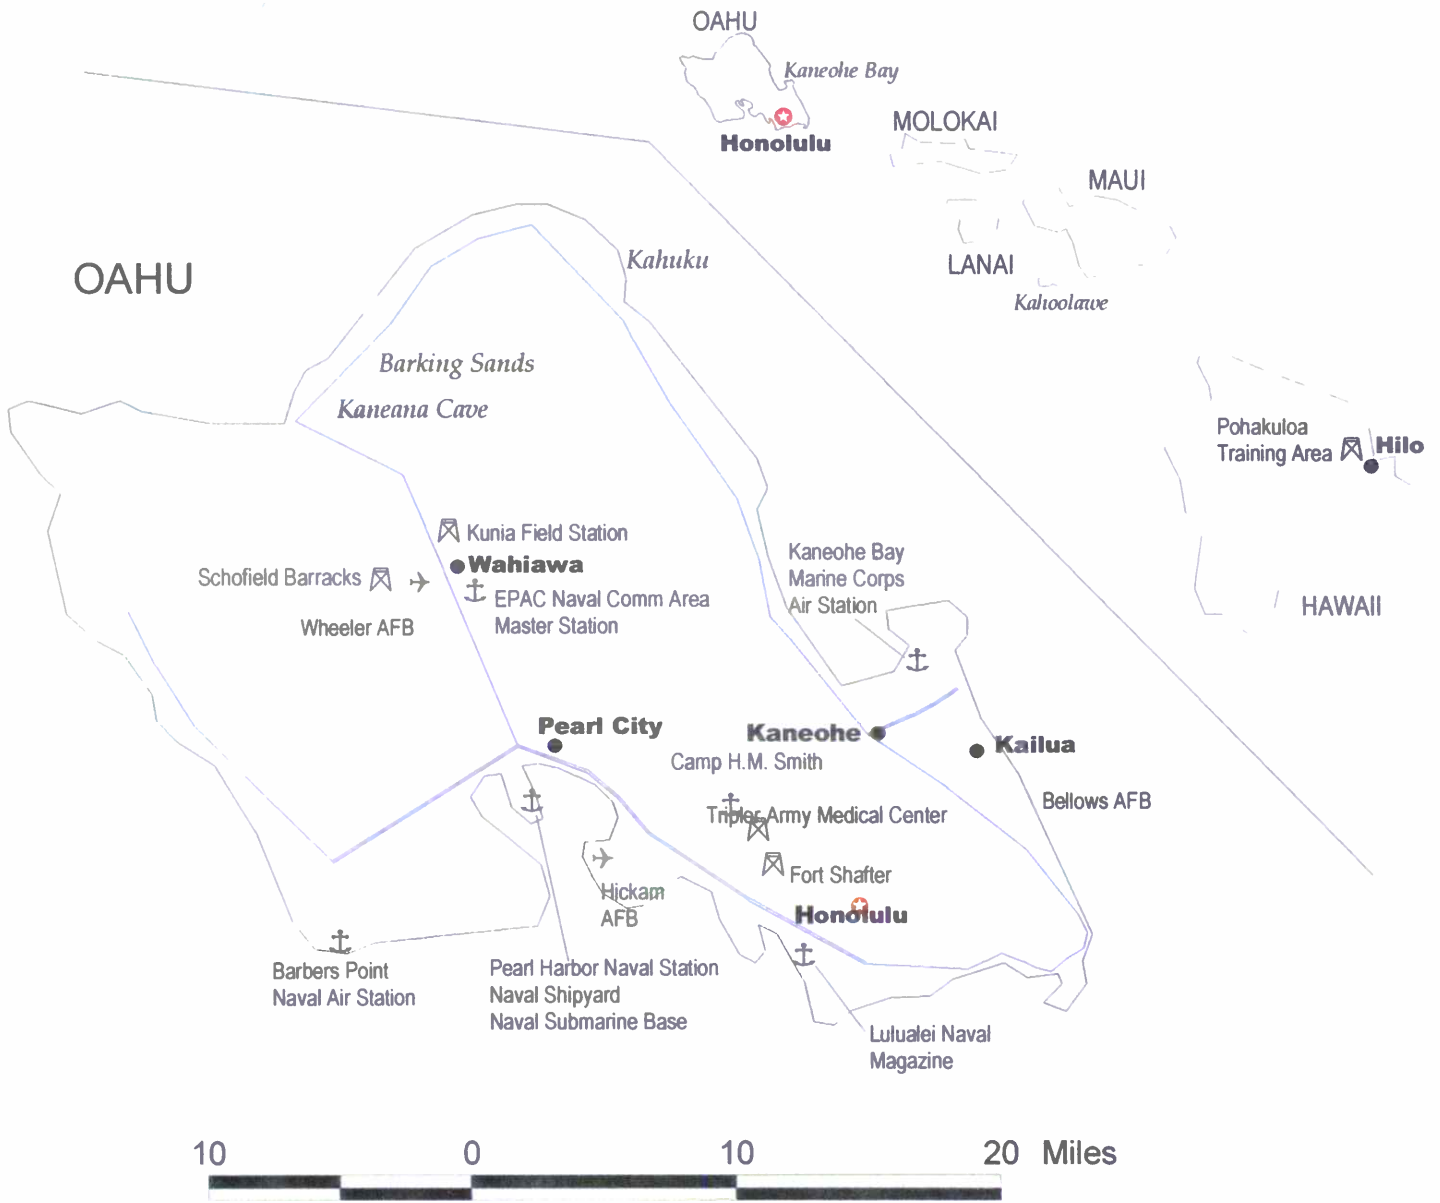 OAHU
Kaneohe Bay
Honolulu
MOLOKAI
MAUI
LANAI
Kahoolawe
OAHU
Kahuku
Barking Sands
Kaneana Cave
Pohakuloa
Training Area
Hilo
HAWAII
Kunia Field Station
Wahiawa
Schofield Barracks
EPAC Naval Comm Area
Master Station
Wheeler AFB
Kaneohe Bay
Marine Corps
Air Station
Pearl City
Kaneohe
Kailua
Camp H.M. Smith
Bellows AFB
Tripler Army Medical Center
Fort Shafter
Hickam
AFB
Honolulu
Barbers Point
Naval Air Station
Pearl Harbor Naval Station
Naval Shipyard
Naval Submarine Base
Lulualei Naval
Magazine
10 0 10 20 Miles